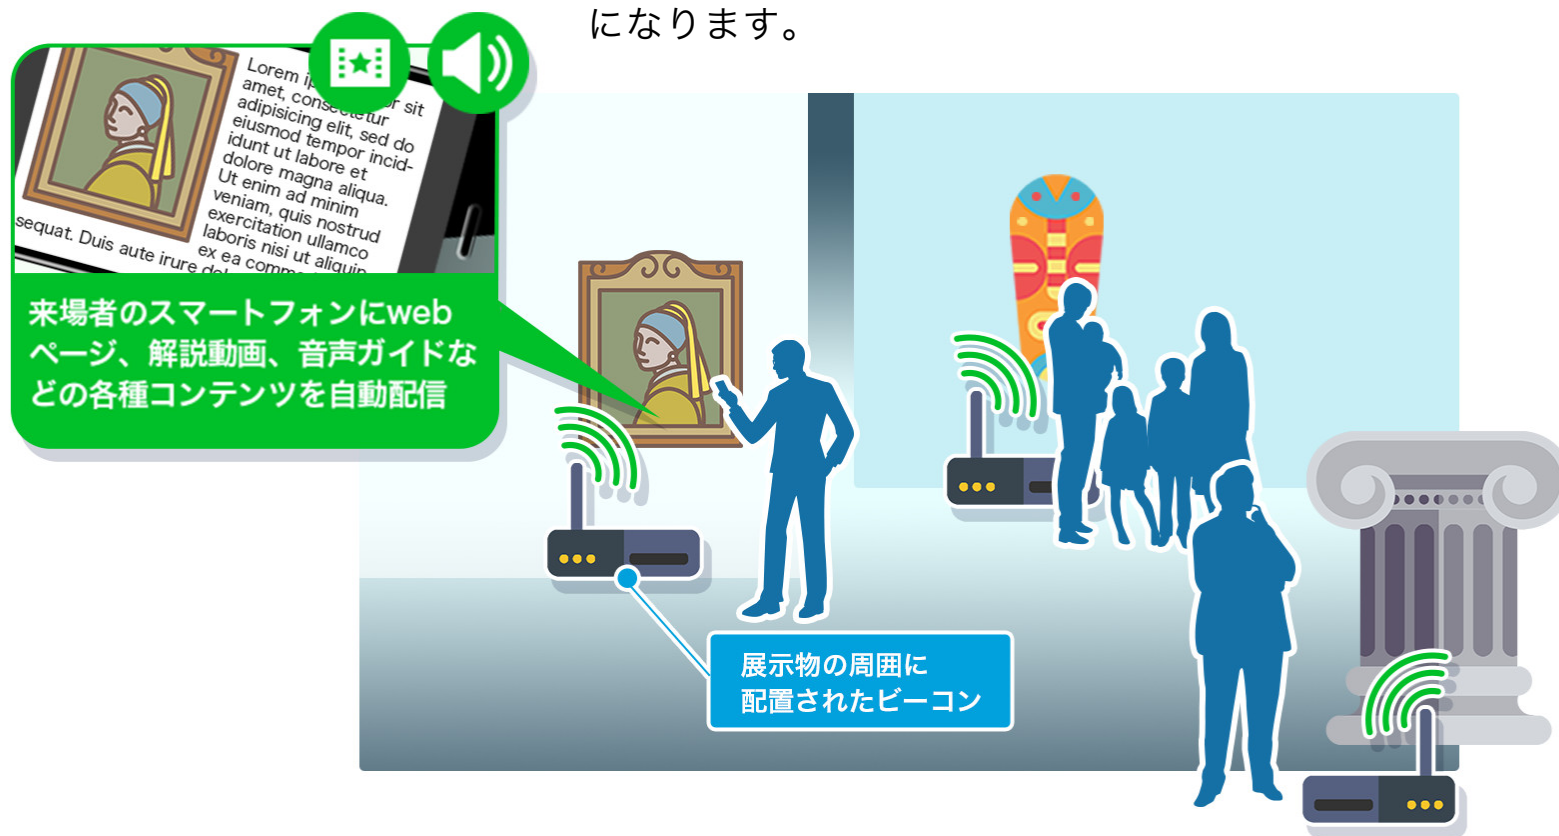 になります。
Lorem sit
amet, consectetur
adipisicing elit, sed do
eiusmod tempor incid-
idunt ut labore et
dolore magna aliqua.
Ut enim ad minim
veniam, quis nostrud
exercitation ullamco
laboris nisi ut aliquip
ex ea
sequat. Duis aute irure
来場者のスマートフォンにweb
ページ、解説動画、音声ガイドな
どの各種コンテンツを自動配信
展示物の周囲に
配置されたビーコン